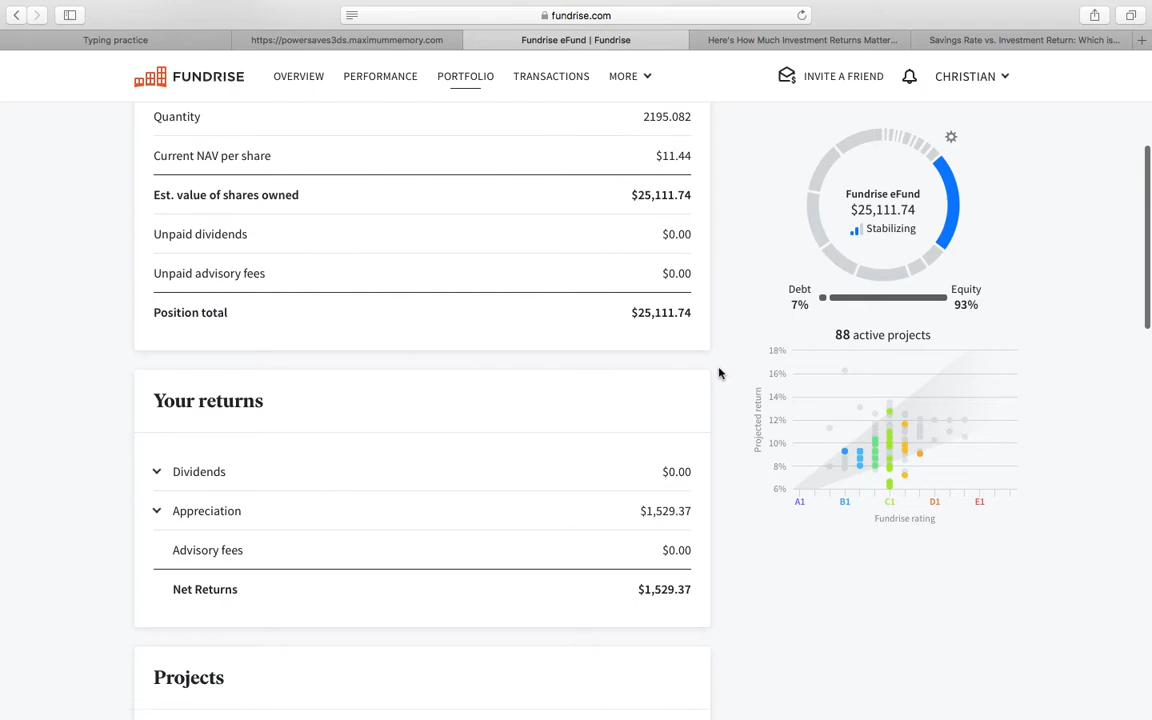 fundrise.com
Typing practice
https://powersaves3ds.maximummemory.com
Fundrise eFund | Fundrise
Here's How Much Investment Returns Matter...
Savings Rate vs. Investment Return: Which is...
FUNDRISE
OVERVIEW
PERFORMANCE
PORTFOLIO
TRANSACTIONS
MORE
INVITE A FRIEND
CHRISTIAN
Quantity 2195.082
Current NAV per share $11.44
Est. value of shares owned $25,111.74
Unpaid dividends $0.00
Unpaid advisory fees $0.00
Position total $25,111.74
Your returns
Dividends $0.00
Appreciation $1,529.37
Advisory fees $0.00
Net Returns $1,529.37
Projects
Fundrise eFund
$25,111.74
Stabilizing
Debt Equity
7% 93%
88 active projects
18%
16%
14%
12%
10%
8%
6%
Projected return
A1 B1 C1 D1 E1
Fundrise rating